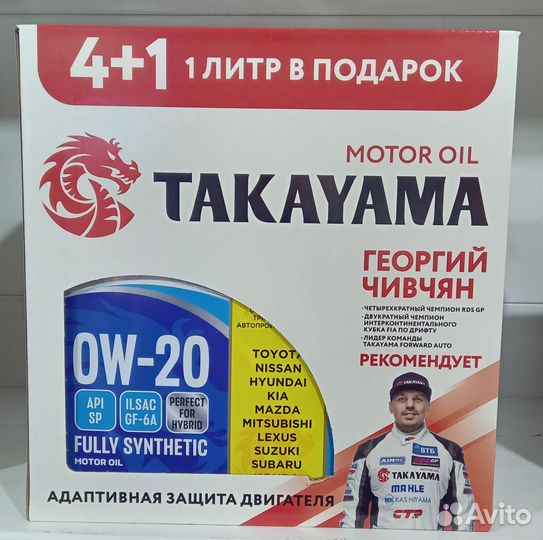 4+1 1 ЛИТР В ПОДАРОК
MOTOR OIL
TAKAYAMA
ГЕОРГИЙ
ЧИВЧЯН
• ЧЕТЫРЕХКРАТНЫЙ ЧЕМПИОН RDS GP
• ДВУКРАТНЫЙ ЧЕМПИОН
ИНТЕРКОНТИНЕНТАЛЬНОГО
КУБКА FIA ПО ДРИФТУ
• ЛИДЕР КОМАНДЫ
TAKAYAMA FORWARD AUTO
РЕКОМЕНДУЕТ
0W-20
API
SP
ILSAC
GF-6A
PERFECT
FOR
HYBRID
FULLY SYNTHETIC
MOTOR OIL
TOYOTA
NISSAN
HYUNDAI
KIA
MAZDA
MITSUBISHI
LEXUS
SUZUKI
SUBARU
TAKAYAMA
ВТБ
AIMOL
TAKAYAMA
MAHLE
KASHIYAMA
CTR
АДАПТИВНАЯ ЗАЩИТА ДВИГАТЕЛЯ
Avito